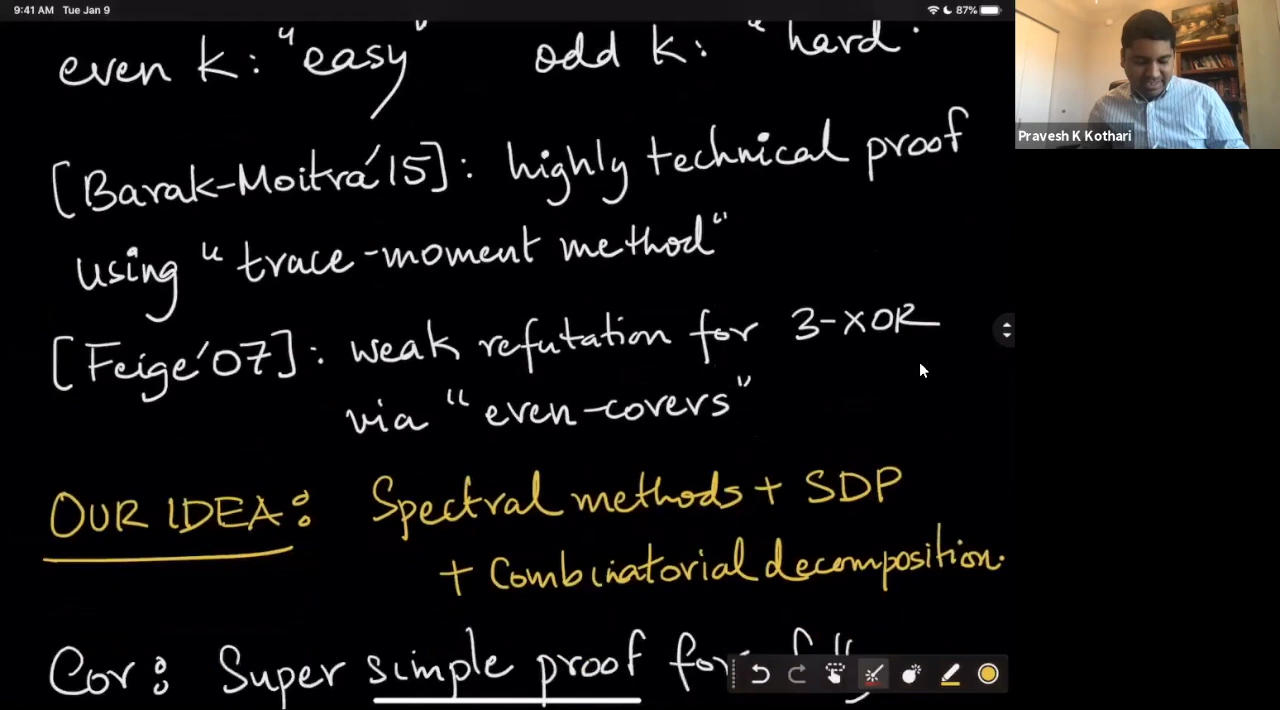 9:41 AM Tue Jan 9
87%
even k: "easy" odd k: "hard"
[Barak-Moitra'15]: highly technical proof
using "trace-moment method"
[Feige'07]: weak refutation for 3-XOR
via "even-covers"
OUR IDEA: Spectral methods + SDP
+ Combinatorial decomposition.
Cor: Super simple proof for
Pravesh K Kothari